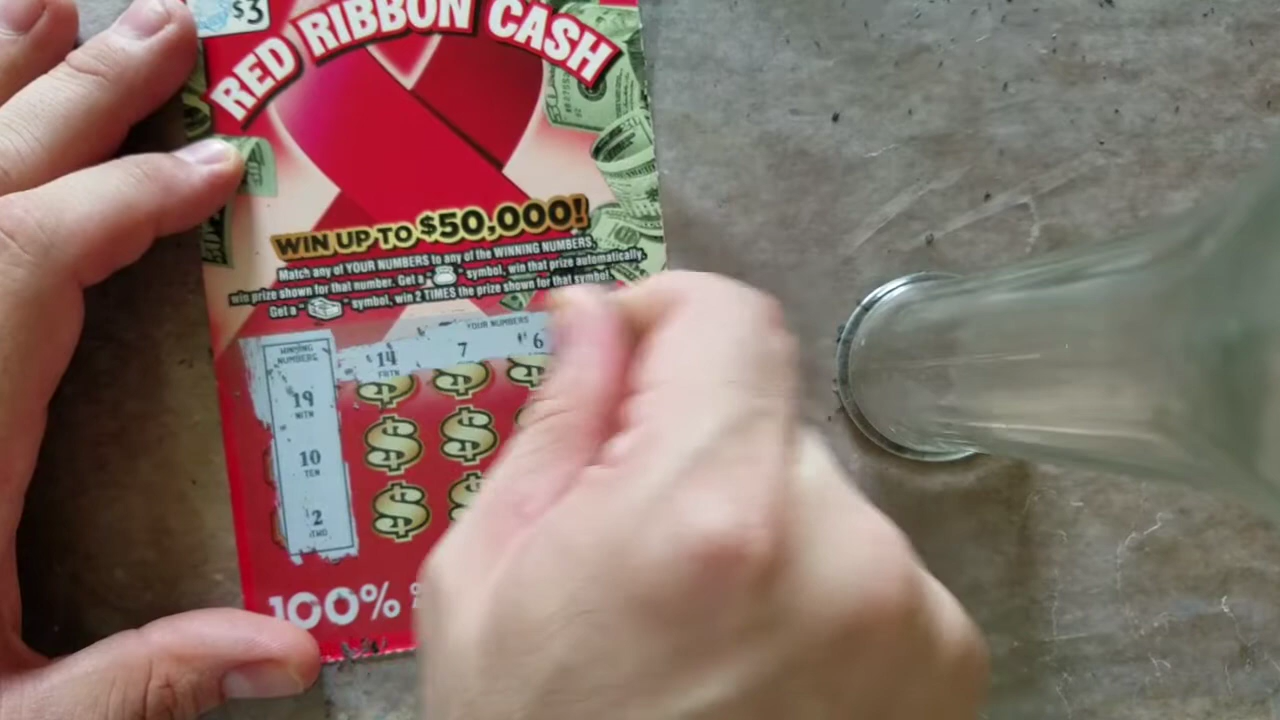 $3
RED RIBBON CASH
WIN UP TO $50,000!
Match any of YOUR NUMBERS to any of the WINNING NUMBERS,
win prize shown for that number. Get a " " symbol, win that prize automatically.
Get a " " symbol, win 2 TIMES the prize shown for that symbol.
YOUR NUMBERS
WINNING
NUMBERS
14
7
6
FRTN
19
NITN
10
TEN
2
TWO
100%